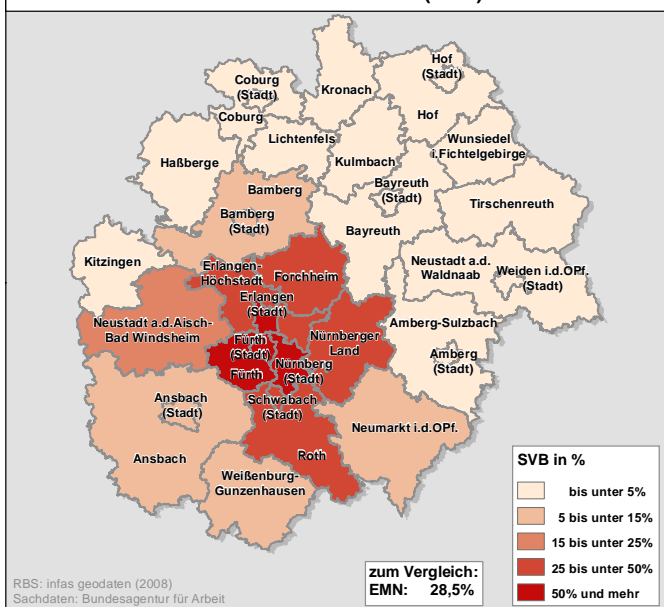 Hof
(Stadt)
Coburg
(Stadt)
Kronach
Hof
Coburg
Lichtenfels
Wunsiedel
i.Fichtelgebirge
Haßberge
Kulmbach
Bamberg
Bayreuth
(Stadt)
Tirschenreuth
Bamberg
(Stadt)
Bayreuth
Kitzingen
Erlangen-
Höchstadt
Forchheim
Neustadt a.d.
Waldnaab
Weiden i.d.OPf.
(Stadt)
Erlangen
(Stadt)
Neustadt a.d.Aisch-
Bad Windsheim
Nürnberger
Land
Amberg-Sulzbach
Fürth
(Stadt)
Amberg
(Stadt)
Fürth
Nürnberg
(Stadt)
Ansbach
(Stadt)
Schwabach
(Stadt)
Neumarkt i.d.OPf.
Ansbach
Roth
Weißenburg-
Gunzenhausen
SVB in %
bis unter 5%
5 bis unter 15%
15 bis unter 25%
25 bis unter 50%
50% und mehr
zum Vergleich:
EMN: 28,5%
RBS: infas geodaten (2008)
Sachdaten: Bundesagentur für Arbeit